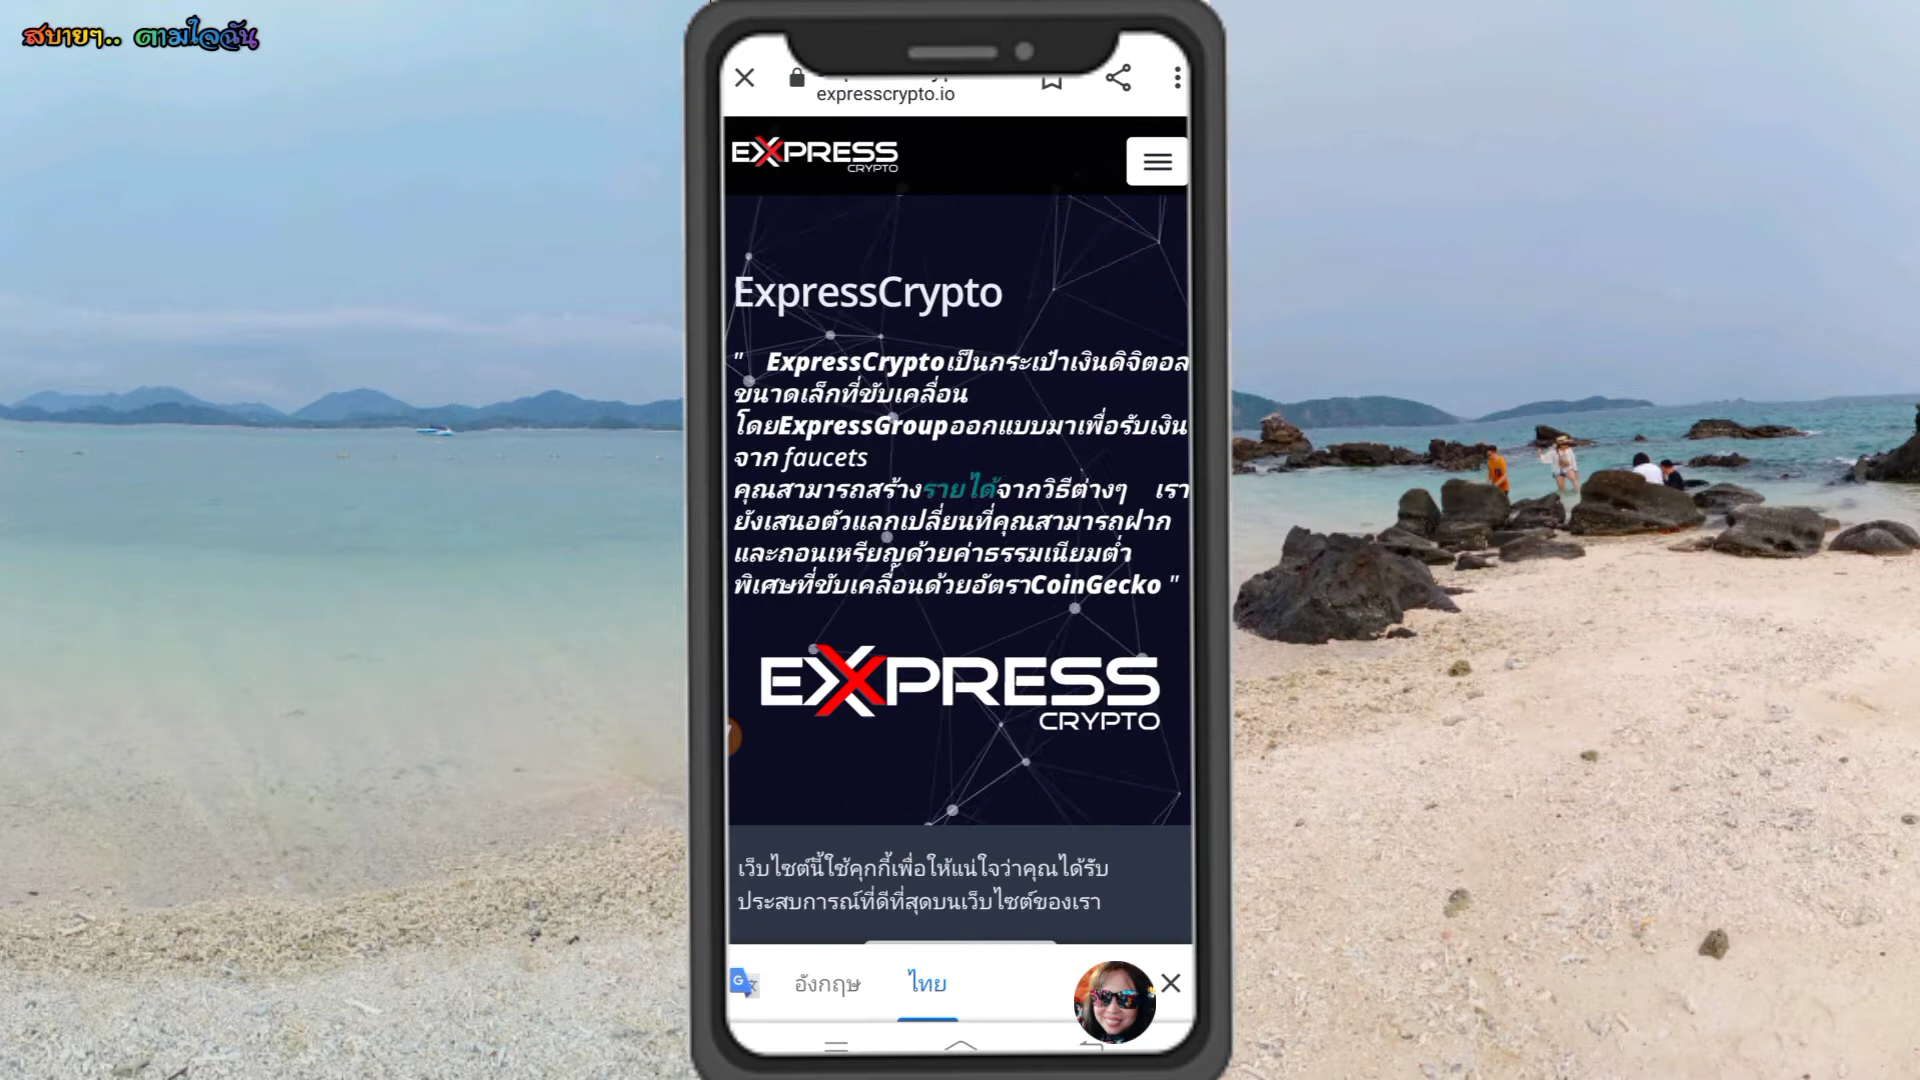 สบายๆ.. ตามใจฉัน
expresscrypto.io
EXPRESS
CRYPTO
ExpressCrypto
" ExpressCryptoเป็นกระเป๋าเงินดิจิตอล
ขนาดเล็กที่ขับเคลื่อน
โดยExpressGroupออกแบบมาเพื่อรับเงิน
จาก faucets
คุณสามารถสร้างรายได้จากวิธีต่างๆ เรา
ยังเสนอตัวแลกเปลี่ยนที่คุณสามารถฝาก
และถอนเหรียญด้วยค่าธรรมเนียมต่ำ
พิเศษที่ขับเคลื่อนด้วยอัตราCoinGecko "
EXPRESS
CRYPTO
เว็บไซต์นี้ใช้คุกกี้เพื่อให้แน่ใจว่าคุณได้รับ
ประสบการณ์ที่ดีที่สุดบนเว็บไซต์ของเรา
อังกฤษ ไทย